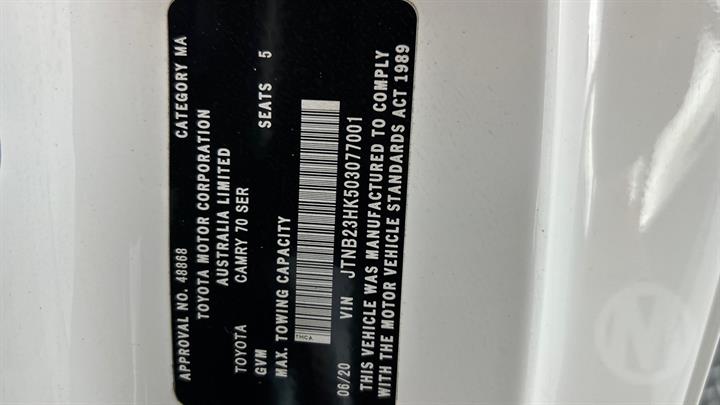 APPROVAL NO. 48868 CATEGORY MA
TOYOTA MOTOR CORPORATION
AUSTRALIA LIMITED
TOYOTA CAMRY 70 SER
GVM SEATS 5
MAX. TOWING CAPACITY
TMCA
06/20 VIN JTNB23HK503077001
THIS VEHICLE WAS MANUFACTURED TO COMPLY
WITH THE MOTOR VEHICLE STANDARDS ACT 1989